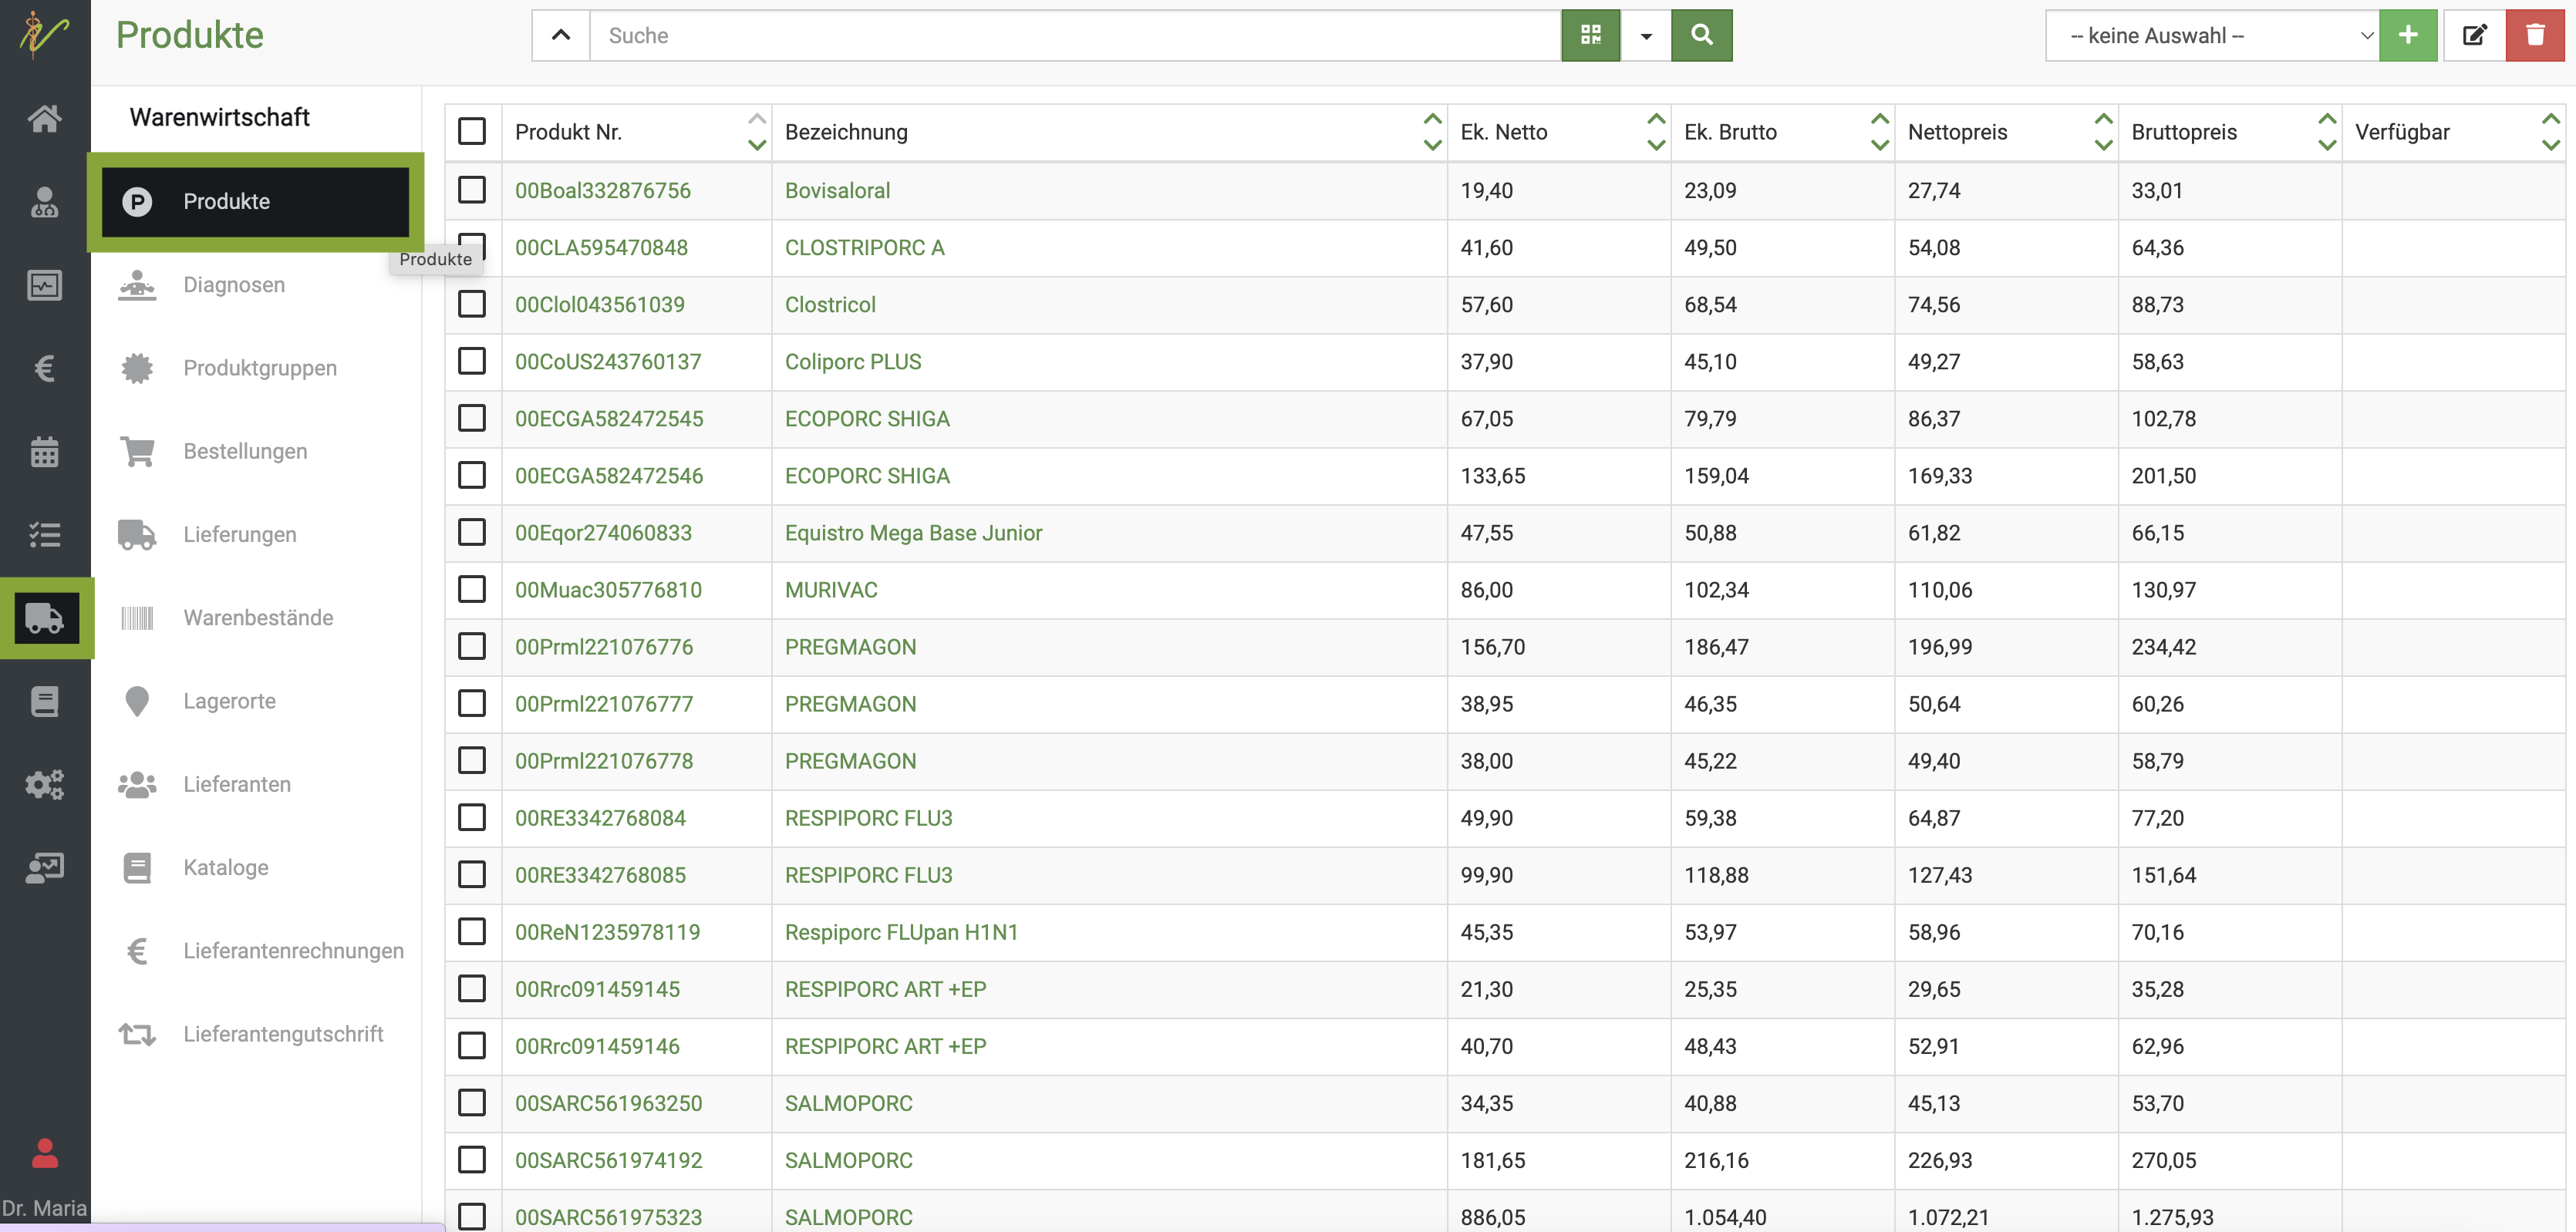 Produkte
Suche
-- keine Auswahl --
Warenwirtschaft
Produkte
Produkte
Diagnosen
Produktgruppen
Bestellungen
Lieferungen
Warenbestände
Lagerorte
Lieferanten
Kataloge
Lieferantenrechnungen
Lieferantengutschrift
Dr. Maria
Produkt Nr. Bezeichnung Ek. Netto Ek. Brutto Nettopreis Bruttopreis Verfügbar
00Boal332876756 Bovisaloral 19,40 23,09 27,74 33,01
00CLA595470848 CLOSTRIPORC A 41,60 49,50 54,08 64,36
00Clol043561039 Clostricol 57,60 68,54 74,56 88,73
00CoUS243760137 Coliporc PLUS 37,90 45,10 49,27 58,63
00ECGA582472545 ECOPORC SHIGA 67,05 79,79 86,37 102,78
00ECGA582472546 ECOPORC SHIGA 133,65 159,04 169,33 201,50
00Eqor274060833 Equistro Mega Base Junior 47,55 50,88 61,82 66,15
00Muac305776810 MURIVAC 86,00 102,34 110,06 130,97
00Prml221076776 PREGMAGON 156,70 186,47 196,99 234,42
00Prml221076777 PREGMAGON 38,95 46,35 50,64 60,26
00Prml221076778 PREGMAGON 38,00 45,22 49,40 58,79
00RE3342768084 RESPIPORC FLU3 49,90 59,38 64,87 77,20
00RE3342768085 RESPIPORC FLU3 99,90 118,88 127,43 151,64
00ReN1235978119 Respiporc FLUpan H1N1 45,35 53,97 58,96 70,16
00Rrc091459145 RESPIPORC ART +EP 21,30 25,35 29,65 35,28
00Rrc091459146 RESPIPORC ART +EP 40,70 48,43 52,91 62,96
00SARC561963250 SALMOPORC 34,35 40,88 45,13 53,70
00SARC561974192 SALMOPORC 181,65 216,16 226,93 270,05
00SARC561975323 SALMOPORC 886,05 1.054,40 1.072,21 1.275,93